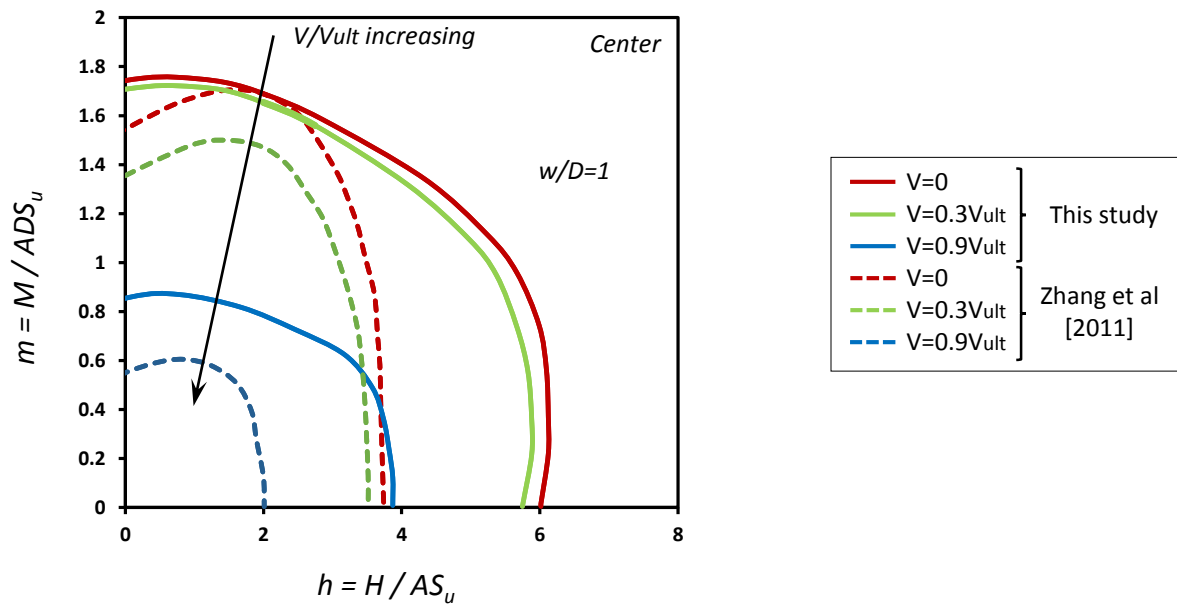 2
V/Vult increasing
Center
1.8
1.6
1.4
w/D=1
1.2
1
0.8
0.6
0.4
0.2
0
m = M / ADSu
0 2 4 6 8
h = H / ASu
V=0
V=0.3Vult
V=0.9Vult
This study
V=0
V=0.3Vult
V=0.9Vult
Zhang et al
[2011]